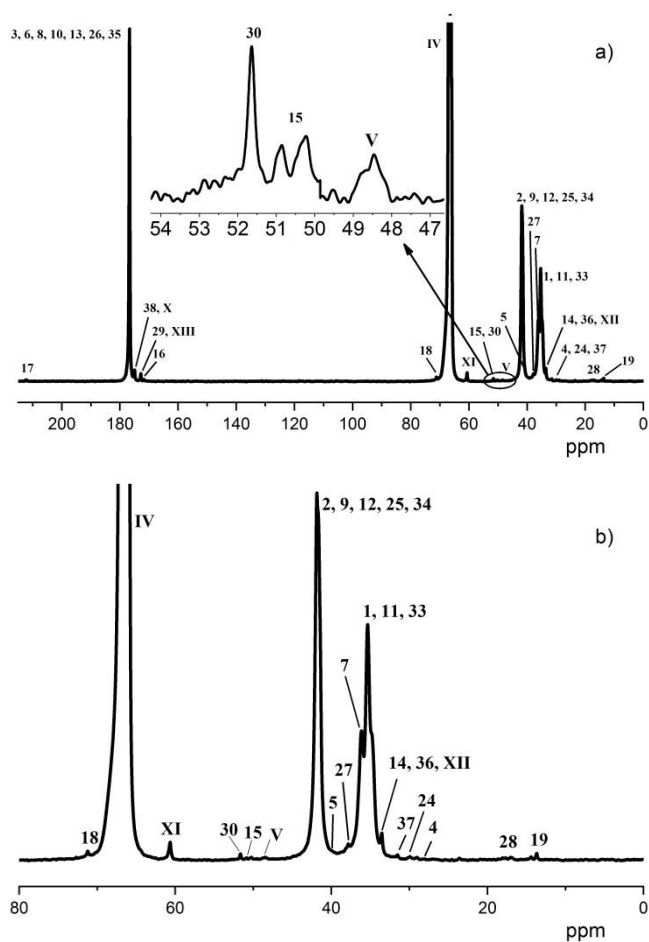 30
3, 6, 8, 10, 13, 26, 35
IV
a)
15
V
54 53 52 51 50 49 48 47
2, 9, 12, 25, 34
27
7
1, 11, 33
38, X
29, XIII
16
5
14, 36, XII
15, 30
4, 24, 37
17
18
XI
V
28
19
200 180 160 140 120 100 80 60 40 20 0
ppm
IV
2, 9, 12, 25, 34
b)
1, 11, 33
7
27
14, 36, XII
5
37
24
4
18
XI
30
15
V
28
19
80 60 40 20 0
ppm